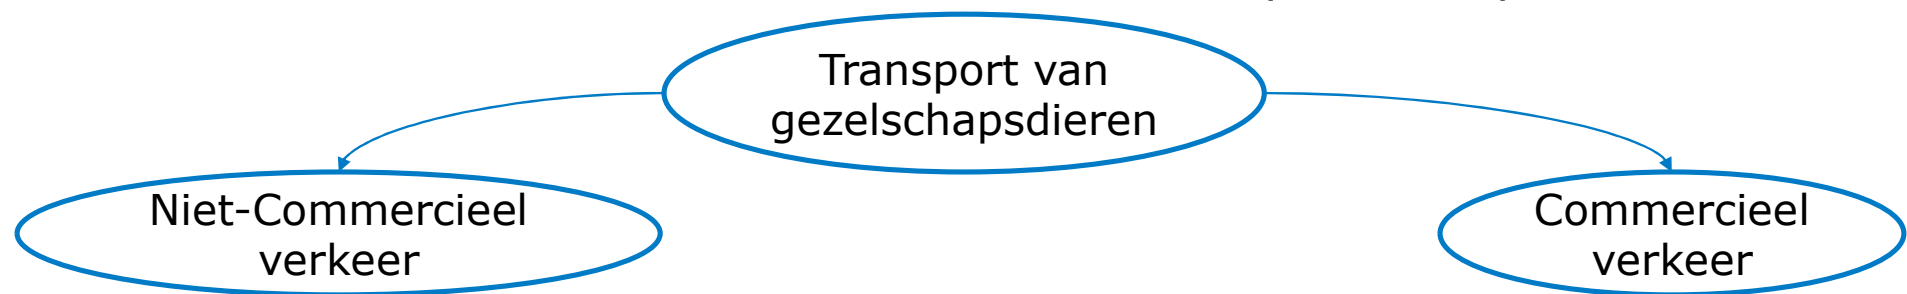 Transport van
gezelschapsdieren
Niet-Commercieel
verkeer
Commercieel
verkeer